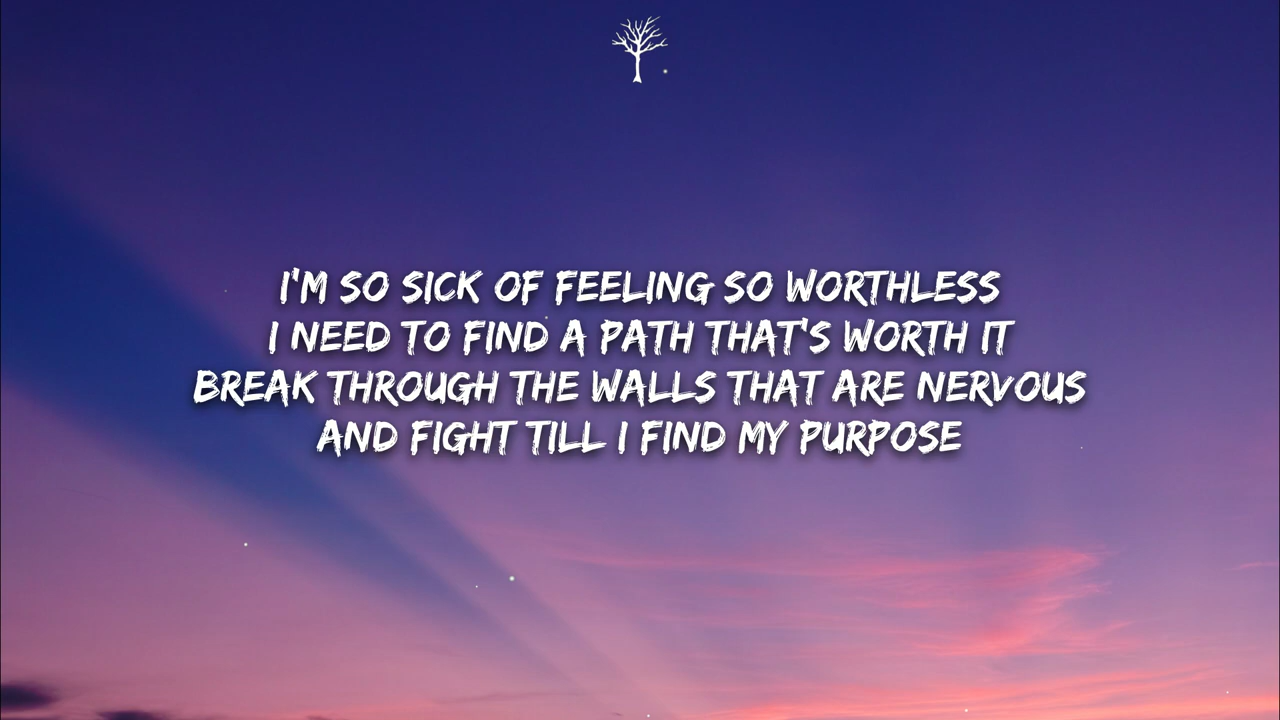 I'M SO SICK OF FEELING SO WORTHLESS
I NEED TO FIND A PATH THAT'S WORTH IT
BREAK THROUGH THE WALLS THAT ARE NERVOUS
AND FIGHT TILL I FIND MY PURPOSE